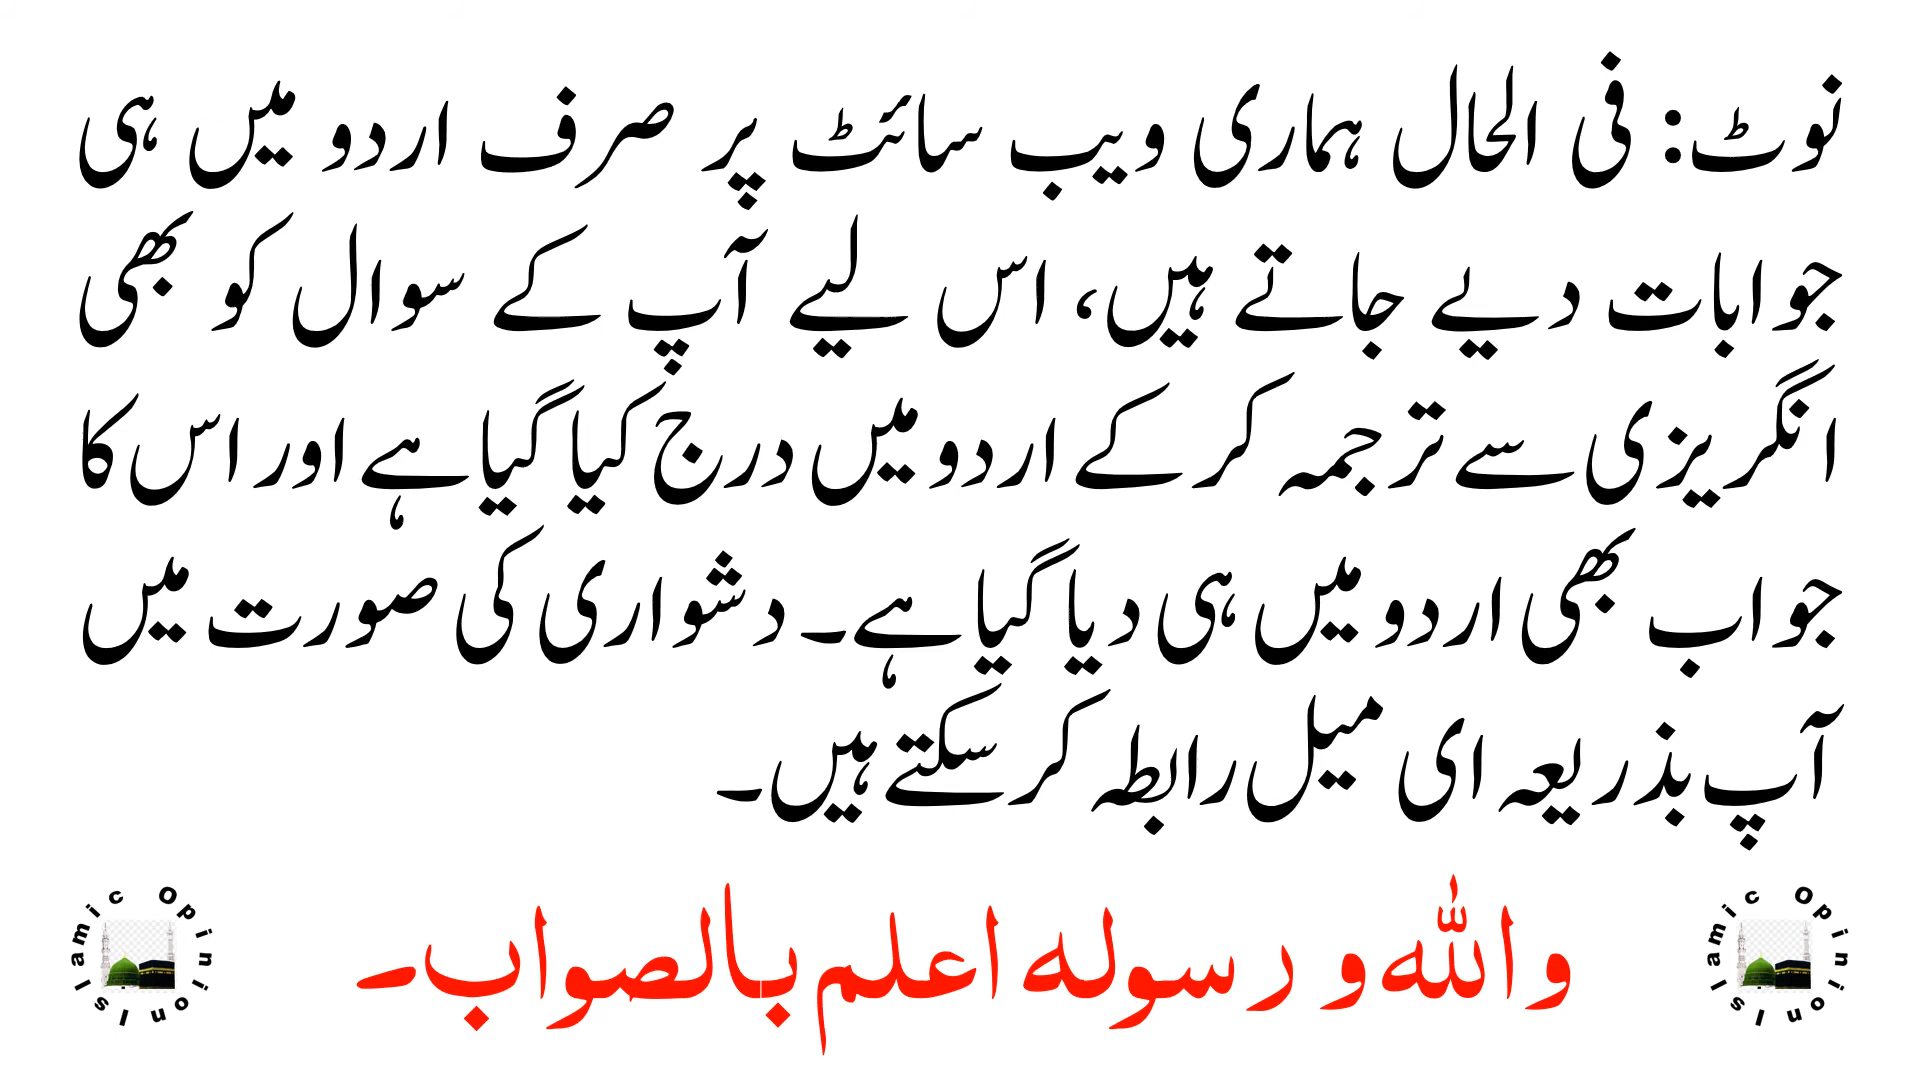 نوٹ: فی الحال ہماری ویب سائٹ پر صرف اردو میں ہی
جوابات دیے جاتے ہیں، اس لیے آپ کے سوال کو بھی
انگریزی سے ترجمہ کر کے اردو میں درج کیا گیا ہے اور اس کا
جواب بھی اردو میں ہی دیا گیا ہے۔ دشواری کی صورت میں
آپ بذریعہ ای میل رابطہ کر سکتے ہیں۔
واللہ و رسولہ اعلم بالصواب۔
Islamic Opinion
Islamic Opinion